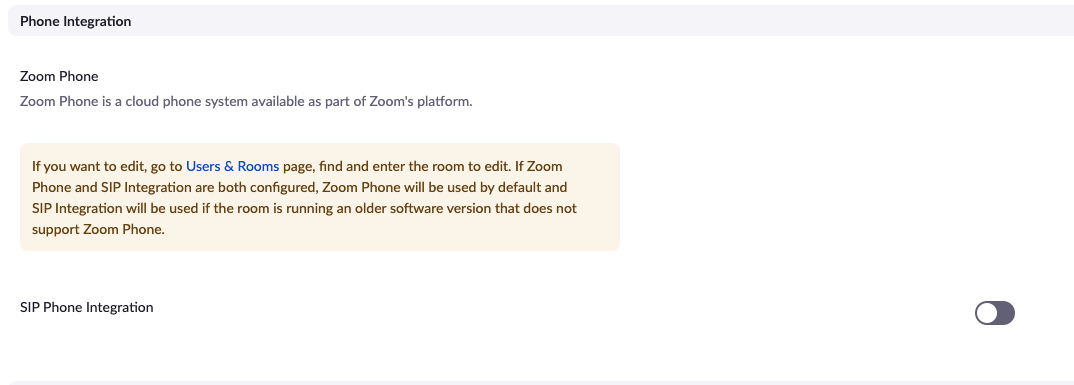 Phone Integration
Zoom Phone
Zoom Phone is a cloud phone system available as part of Zoom's platform.
If you want to edit, go to Users & Rooms page, find and enter the room to edit. If Zoom
Phone and SIP Integration are both configured, Zoom Phone will be used by default and
SIP Integration will be used if the room is running an older software version that does not
support Zoom Phone.
SIP Phone Integration